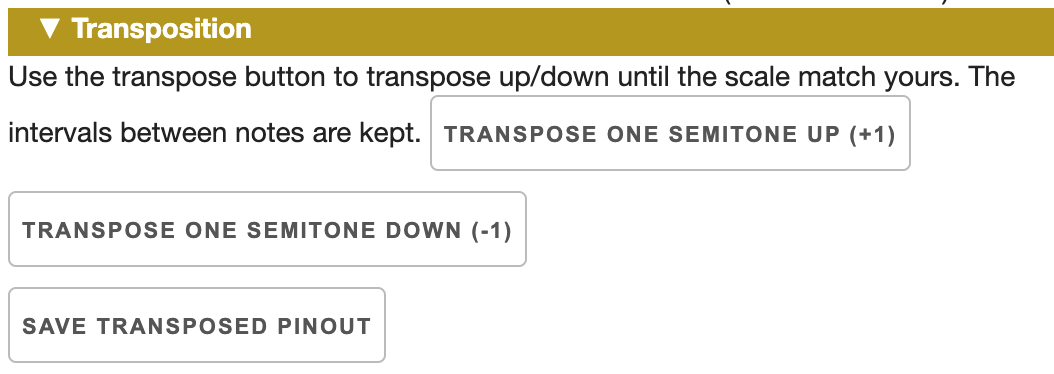 ▼ Transposition
Use the transpose button to transpose up/down until the scale match yours. The
intervals between notes are kept. TRANSPOSE ONE SEMITONE UP (+1)
TRANSPOSE ONE SEMITONE DOWN (-1)
SAVE TRANSPOSED PINOUT